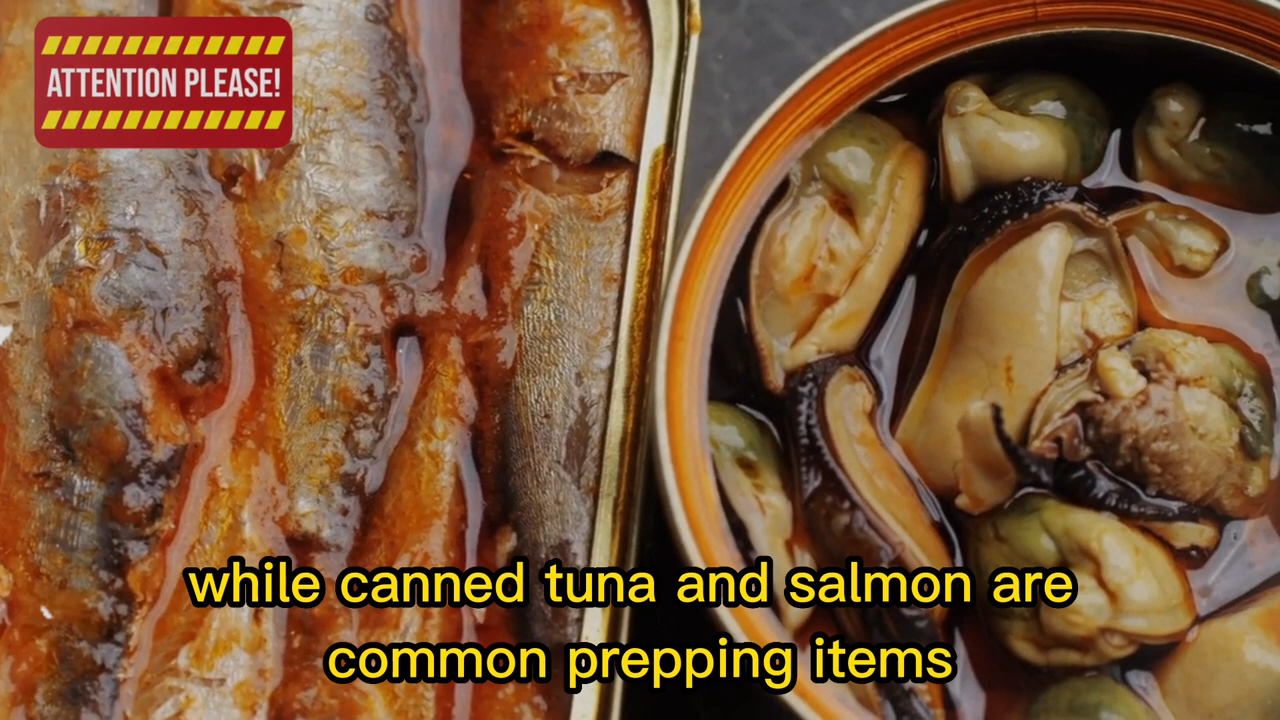 ATTENTION PLEASE!
while canned tuna and salmon are
common prepping items